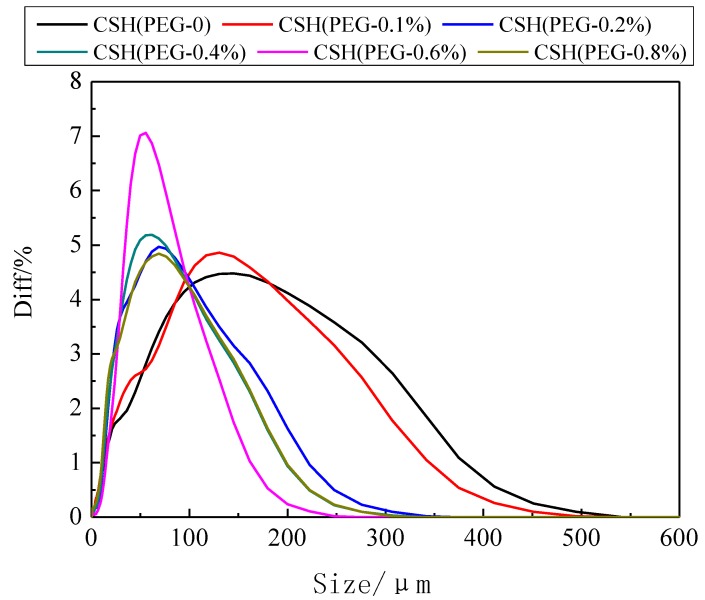 CSH(PEG-0) CSH(PEG-0.1%) CSH(PEG-0.2%)
CSH(PEG-0.4%) CSH(PEG-0.6%) CSH(PEG-0.8%)
8
7
6
5
4
3
2
1
0
Diff/%
0 100 200 300 400 500 600
Size/μm